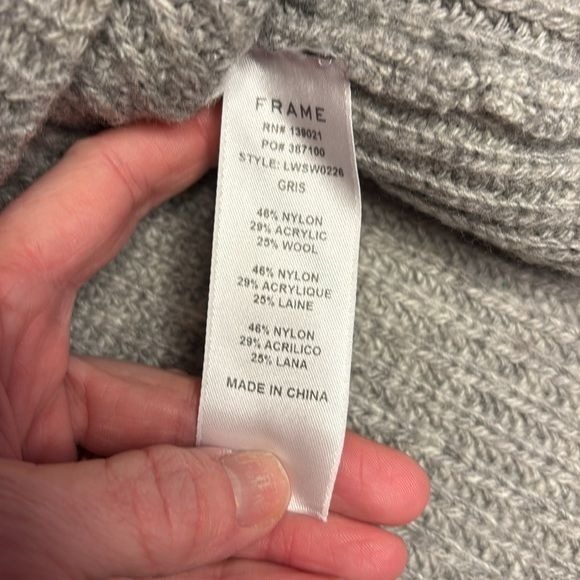 FRAME
RN# 139021
PO# 367100
STYLE: LWSW0226
GRIS
46% NYLON
29% ACRYLIC
25% WOOL
46% NYLON
29% ACRYLIQUE
25% LAINE
46% NYLON
29% ACRILICO
25% LANA
MADE IN CHINA